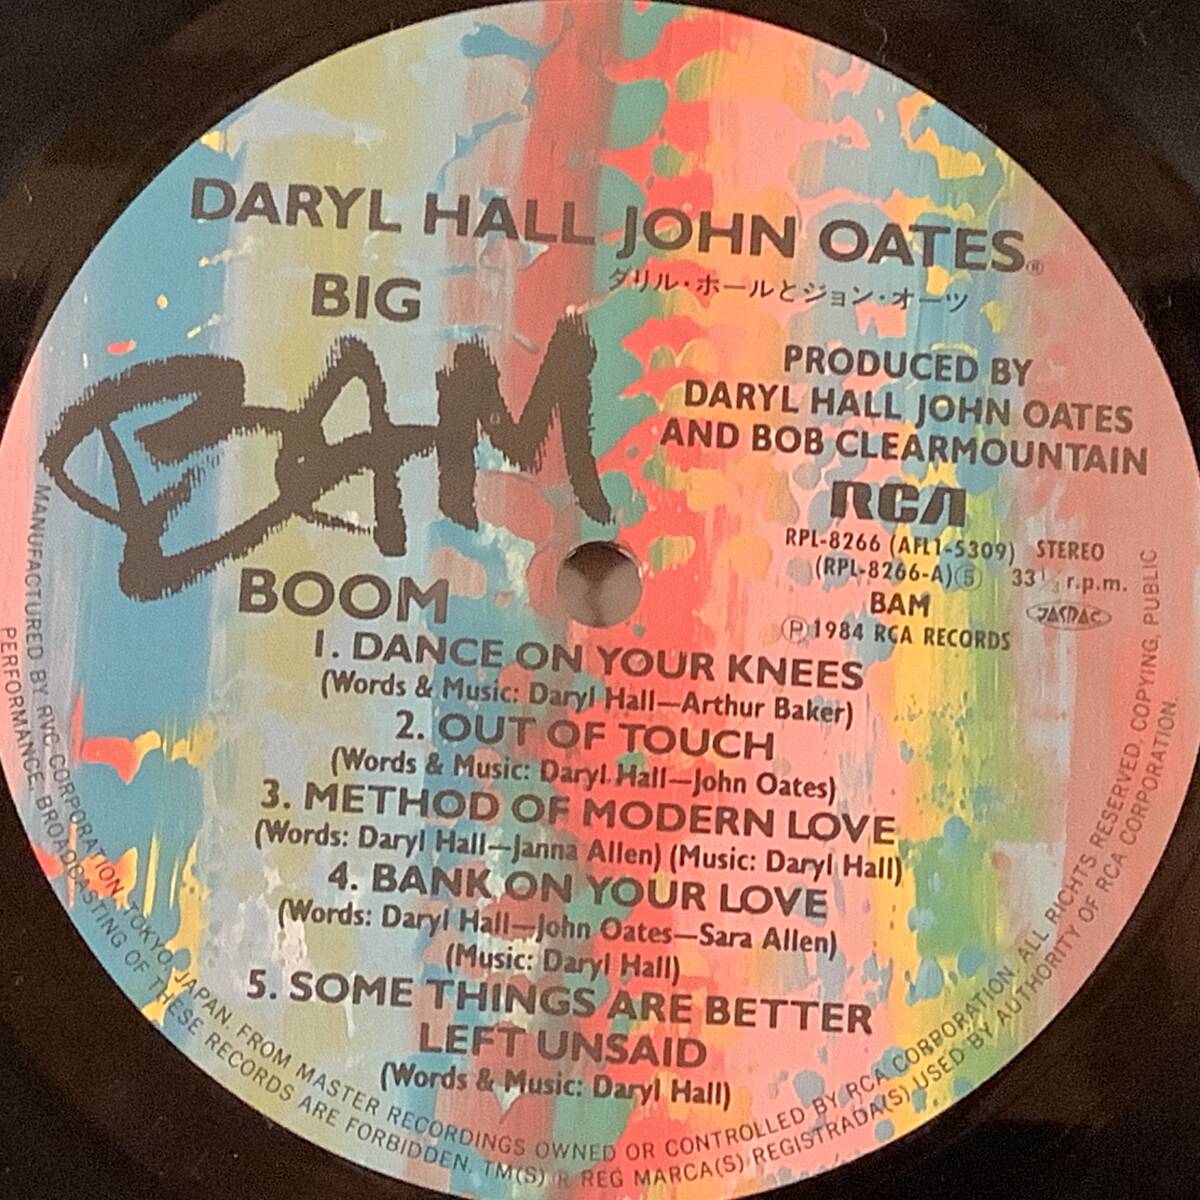 DARYL HALL JOHN OATES®
ダリル・ホールとジョン・オーツ
BIG
BAM
BOOM
PRODUCED BY
DARYL HALL JOHN OATES
AND BOB CLEARMOUNTAIN
RCA
RPL-8266 (AFL1-5309) STEREO
(RPL-8266-A)⑤ 33⅓ r.p.m.
BAM JASRAC
Ⓟ1984 RCA RECORDS
1. DANCE ON YOUR KNEES
(Words & Music: Daryl Hall—Arthur Baker)
2. OUT OF TOUCH
(Words & Music: Daryl Hall—John Oates)
3. METHOD OF MODERN LOVE
(Words: Daryl Hall—Janna Allen) (Music: Daryl Hall)
4. BANK ON YOUR LOVE
(Words: Daryl Hall—John Oates—Sara Allen)
(Music: Daryl Hall)
5. SOME THINGS ARE BETTER
LEFT UNSAID
(Words & Music: Daryl Hall)
MANUFACTURED BY RVC CORPORATION, TOKYO, JAPAN. FROM MASTER RECORDINGS OWNED OR CONTROLLED BY RCA CORPORATION. ALL RIGHTS RESERVED. COPYING, PUBLIC
PERFORMANCE, BROADCASTING OF THESE RECORDS ARE FORBIDDEN. TM(S) ® REG MARCA(S) REGISTRADA(S) USED BY AUTHORITY OF RCA CORPORATION.